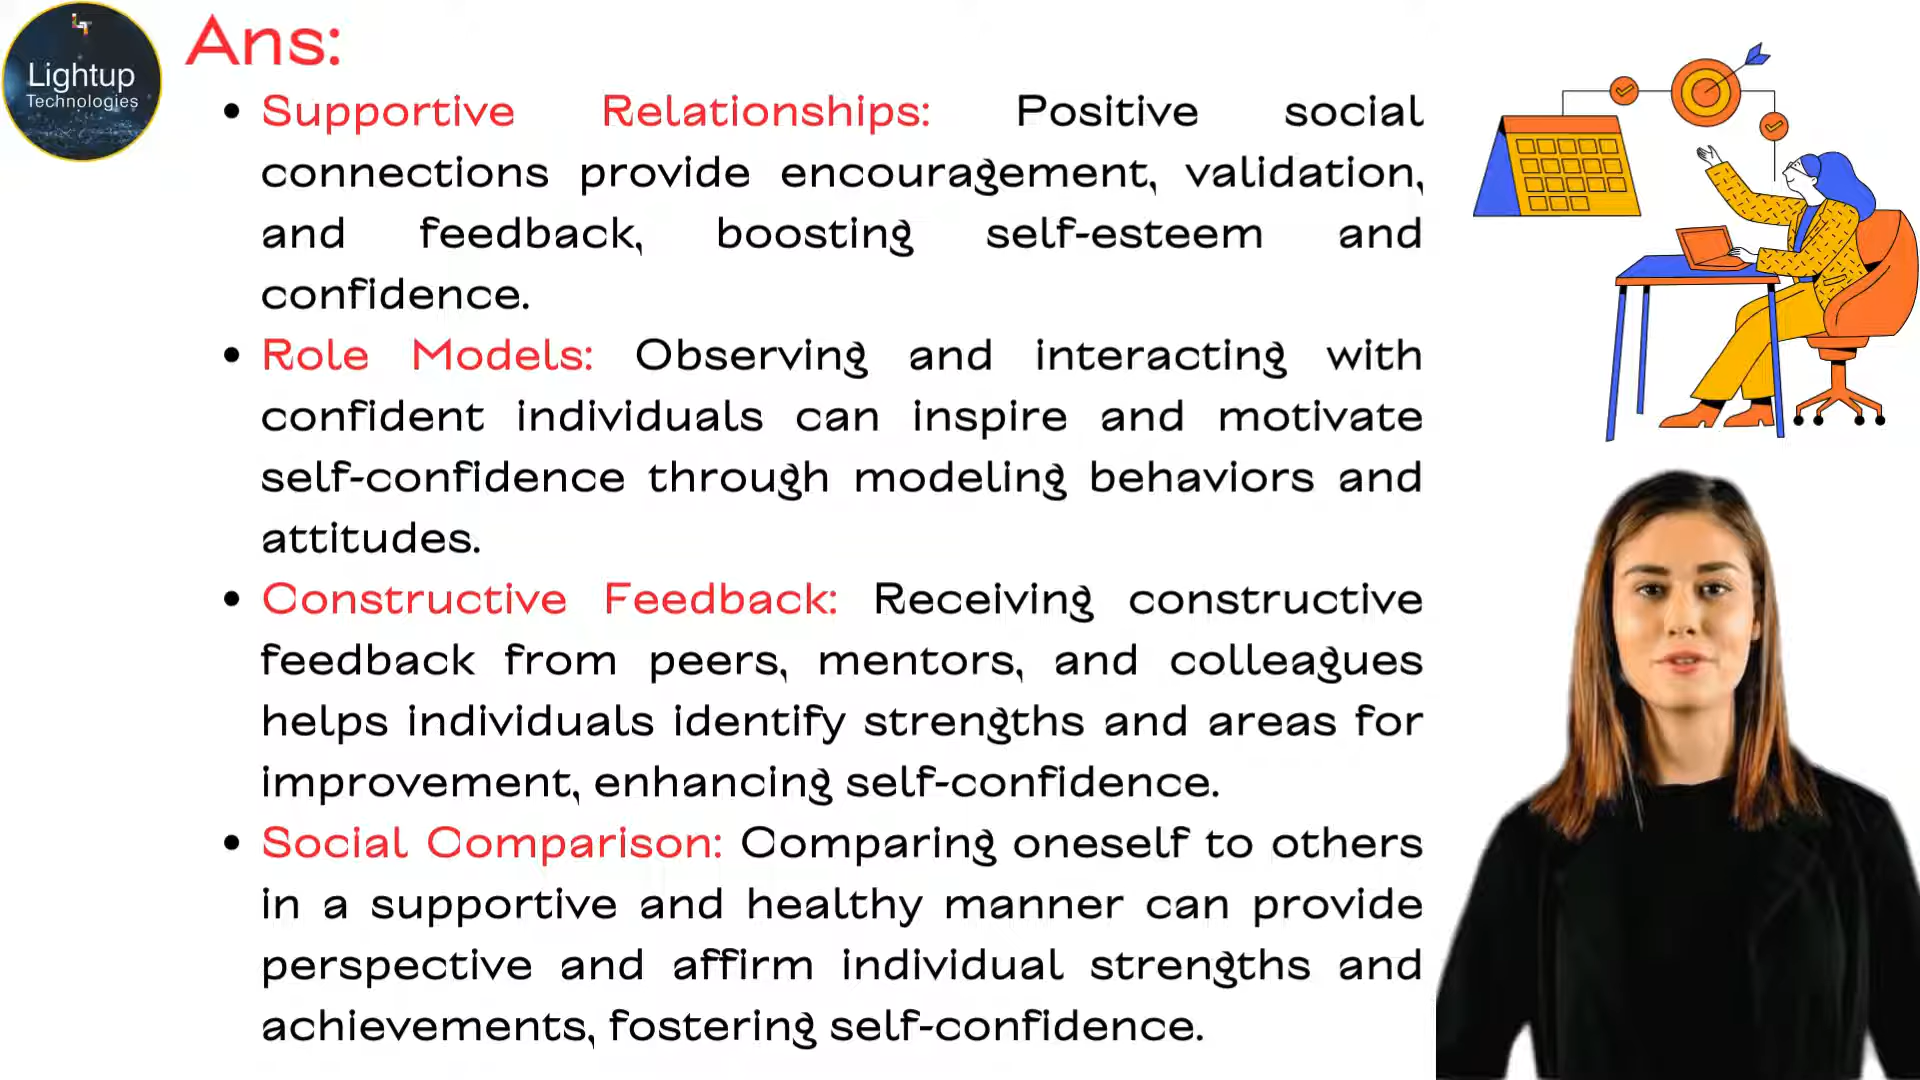 LT
Lightup
Technologies
Ans:
• Supportive Relationships: Positive social
connections provide encouragement, validation,
and feedback, boosting self-esteem and
confidence.
• Role Models: Observing and interacting with
confident individuals can inspire and motivate
self-confidence through modeling behaviors and
attitudes.
• Constructive Feedback: Receiving constructive
feedback from peers, mentors, and colleagues
helps individuals identify strengths and areas for
improvement, enhancing self-confidence.
• Social Comparison: Comparing oneself to others
in a supportive and healthy manner can provide
perspective and affirm individual strengths and
achievements, fostering self-confidence.